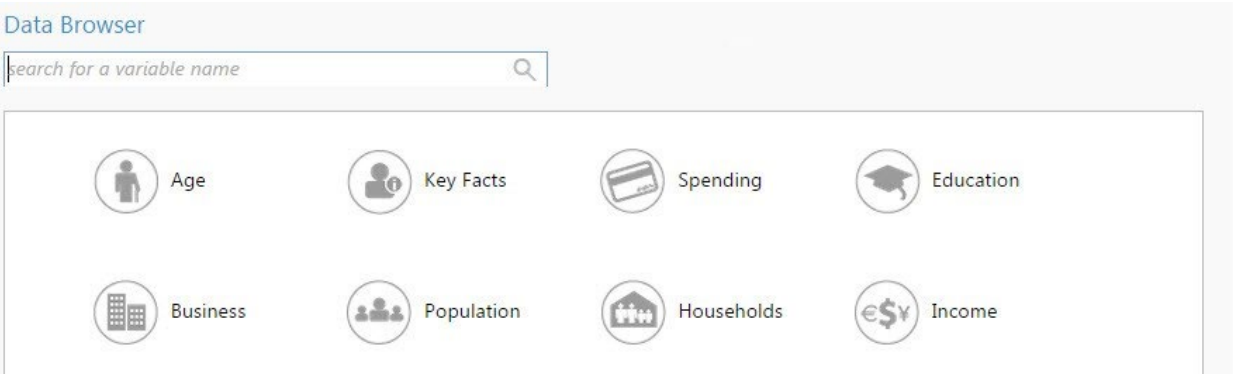 Data Browser
search for a variable name
Age Key Facts Spending Education
Business Population Households Income
€$¥